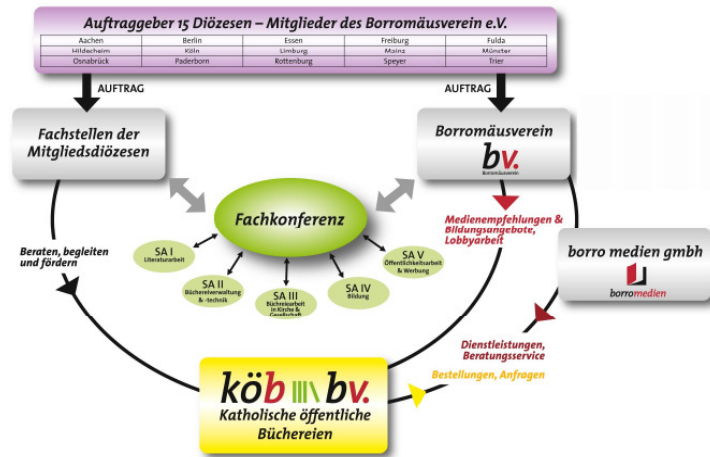 Auftraggeber 15 Diözesen – Mitglieder des Borromäusverein e.V.
Aachen Berlin Essen Freiburg Fulda
Hildesheim Köln Limburg Mainz Münster
Osnabrück Paderborn Rottenburg Speyer Trier
AUFTRAG
AUFTRAG
Fachstellen der
Mitgliedsdiözesen
Borromäusverein
bv.
Borromäusverein
Fachkonferenz
Medienempfehlungen &
Bildungsangebote,
Lobbyarbeit
Beraten, begleiten
und fördern
SA I
Literaturarbeit
SA II
Büchereiverwaltung
& -technik
SA III
Büchreiarbeit
in Kirche &
Gesellschaft
SA IV
Bildung
SA V
Öffentlichkeitsarbeit
& Werbung
borro medien gmbh
borromedien
Dienstleistungen,
Beratungsservice
Bestellungen, Anfragen
köb bv.
Katholische öffentliche
Büchereien